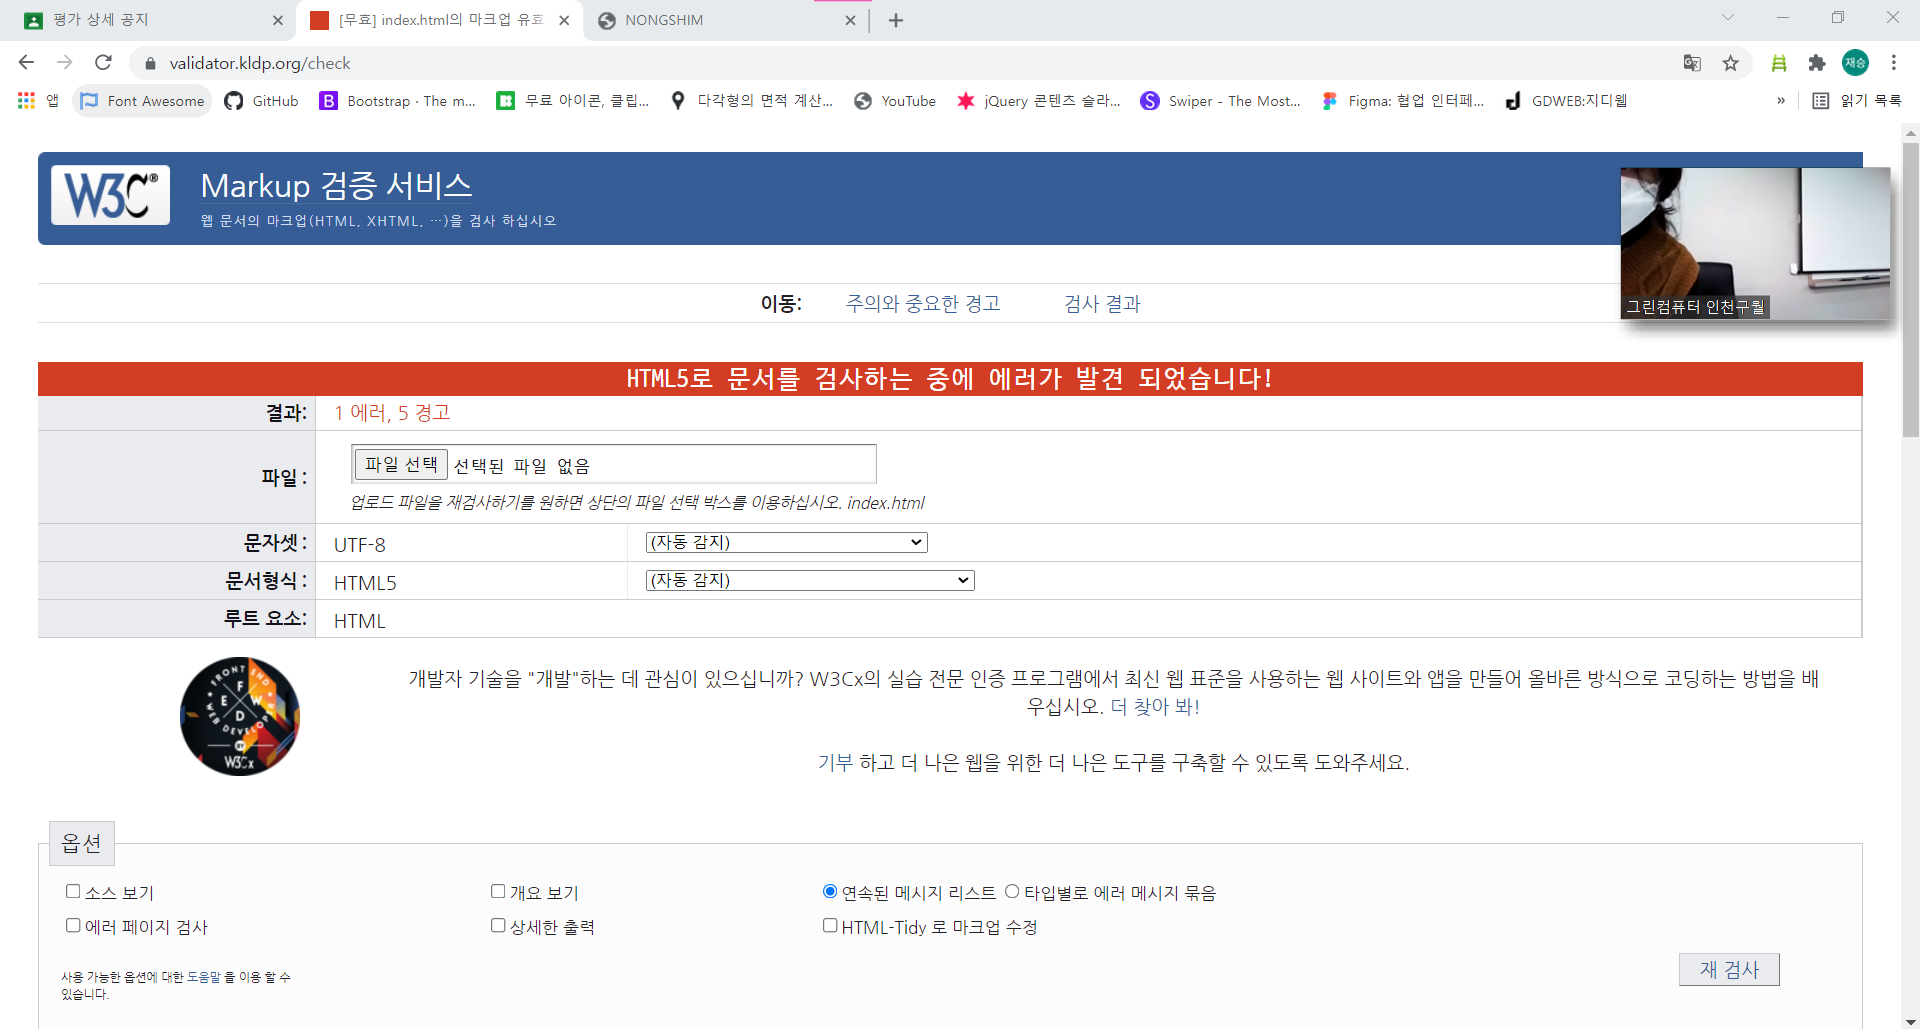 평가 상세 공지
[무효] index.html의 마크업 유효
NONGSHIM
validator.kldp.org/check
재승
앱
Font Awesome
GitHub
Bootstrap · The m...
무료 아이콘, 클립...
다각형의 면적 계산...
YouTube
jQuery 콘텐츠 슬라...
Swiper - The Most...
Figma: 협업 인터페...
GDWEB:지디웹
»
읽기 목록
W3C®
Markup 검증 서비스
웹 문서의 마크업(HTML, XHTML, …)을 검사 하십시오
그린컴퓨터 인천구월
이동: 주의와 중요한 경고 검사 결과
HTML5로 문서를 검사하는 중에 에러가 발견 되었습니다!
결과: 1 에러, 5 경고
파일 : 파일 선택 선택된 파일 없음
업로드 파일을 재검사하기를 원하면 상단의 파일 선택 박스를 이용하십시오. index.html
문자셋 : UTF-8 (자동 감지)
문서형식 : HTML5 (자동 감지)
루트 요소: HTML
FRONT END
F E W D
WEB DEVELOPER
BY
W3Cx
개발자 기술을 "개발"하는 데 관심이 있으십니까? W3Cx의 실습 전문 인증 프로그램에서 최신 웹 표준을 사용하는 웹 사이트와 앱을 만들어 올바른 방식으로 코딩하는 방법을 배
우십시오. 더 찾아 봐!
기부 하고 더 나은 웹을 위한 더 나은 도구를 구축할 수 있도록 도와주세요.
옵션
소스 보기 개요 보기 연속된 메시지 리스트 타입별로 에러 메시지 묶음
에러 페이지 검사 상세한 출력 HTML-Tidy 로 마크업 수정
사용 가능한 옵션에 대한 도움말 을 이용 할 수
있습니다.
재 검사